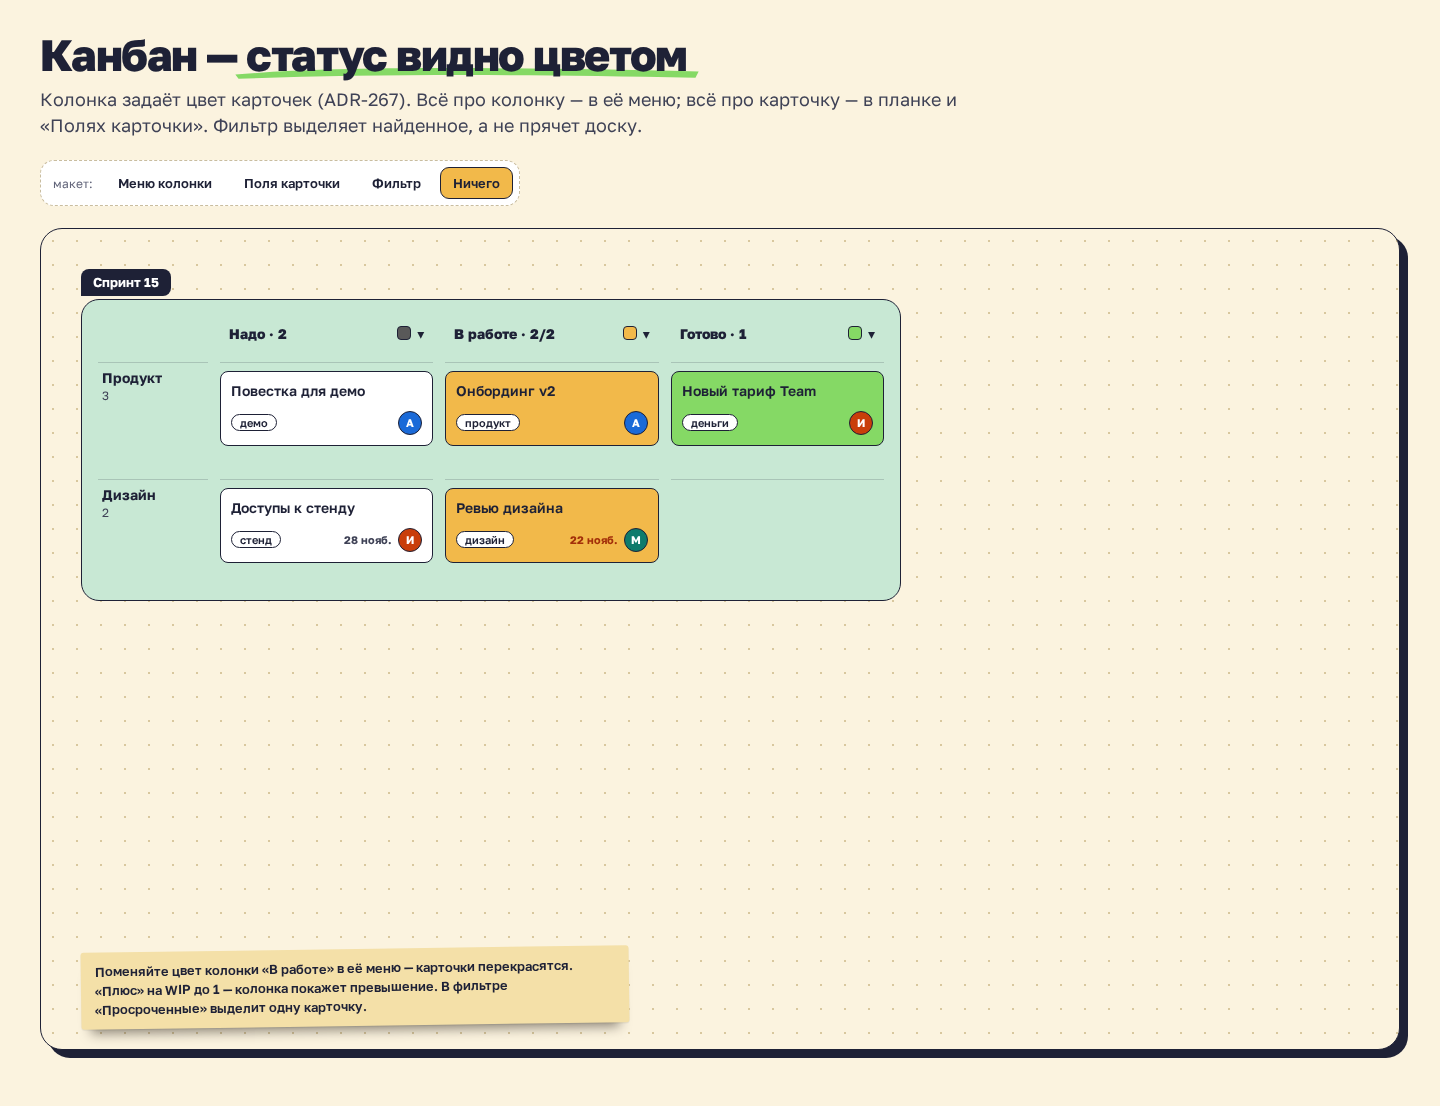 Канбан — статус видно цветом
Колонка задаёт цвет карточек (ADR-267). Всё про колонку — в её меню; всё про карточку — в планке и
«Полях карточки». Фильтр выделяет найденное, а не прячет доску.
макет: Меню колонки Поля карточки Фильтр Ничего
Спринт 15
Надо · 2 ▾ В работе · 2/2 ▾ Готово · 1 ▾
Продукт
3
Повестка для демо
демо А
Онбординг v2
продукт А
Новый тариф Team
деньги И
Дизайн
2
Доступы к стенду
стенд 28 нояб. И
Ревью дизайна
дизайн 22 нояб. М
Поменяйте цвет колонки «В работе» в её меню — карточки перекрасятся.
«Плюс» на WIP до 1 — колонка покажет превышение. В фильтре
«Просроченные» выделит одну карточку.